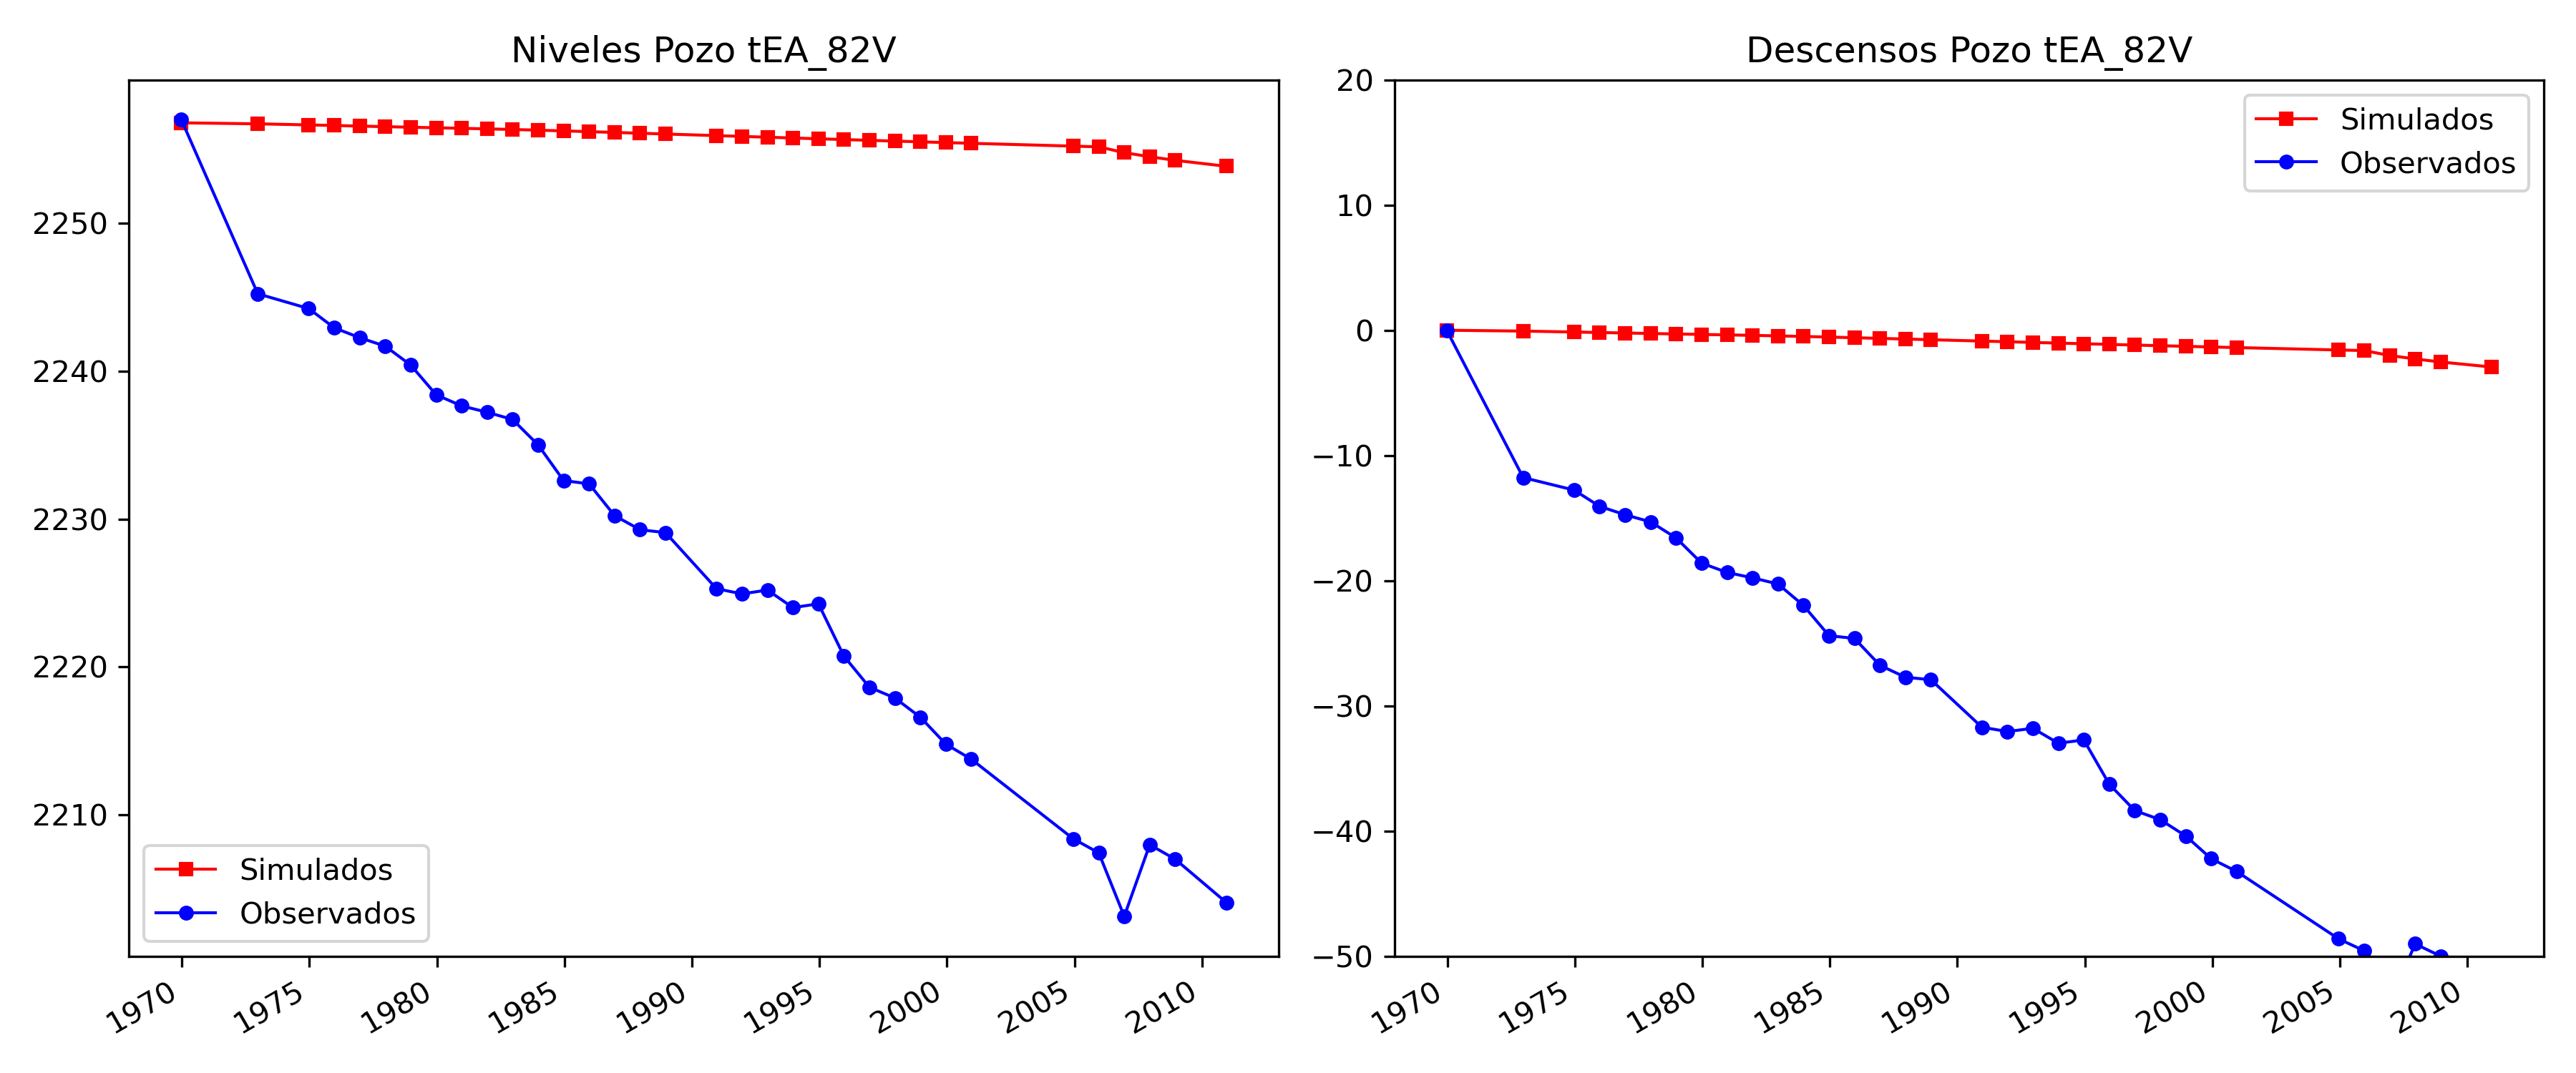 Niveles Pozo tEA_82V
2250
2240
2230
2220
2210
Simulados
Observados
1970 1975 1980 1985 1990 1995 2000 2005 2010
Descensos Pozo tEA_82V
20
10
0
−10
−20
−30
−40
−50
Simulados
Observados
1970 1975 1980 1985 1990 1995 2000 2005 2010